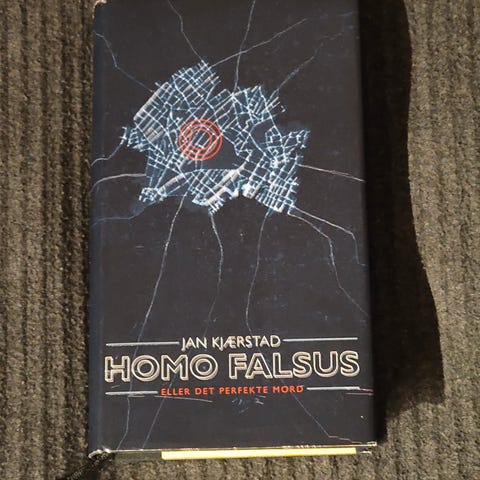 JAN KJÆRSTAD
HOMO FALSUS
ELLER DET PERFEKTE MORD